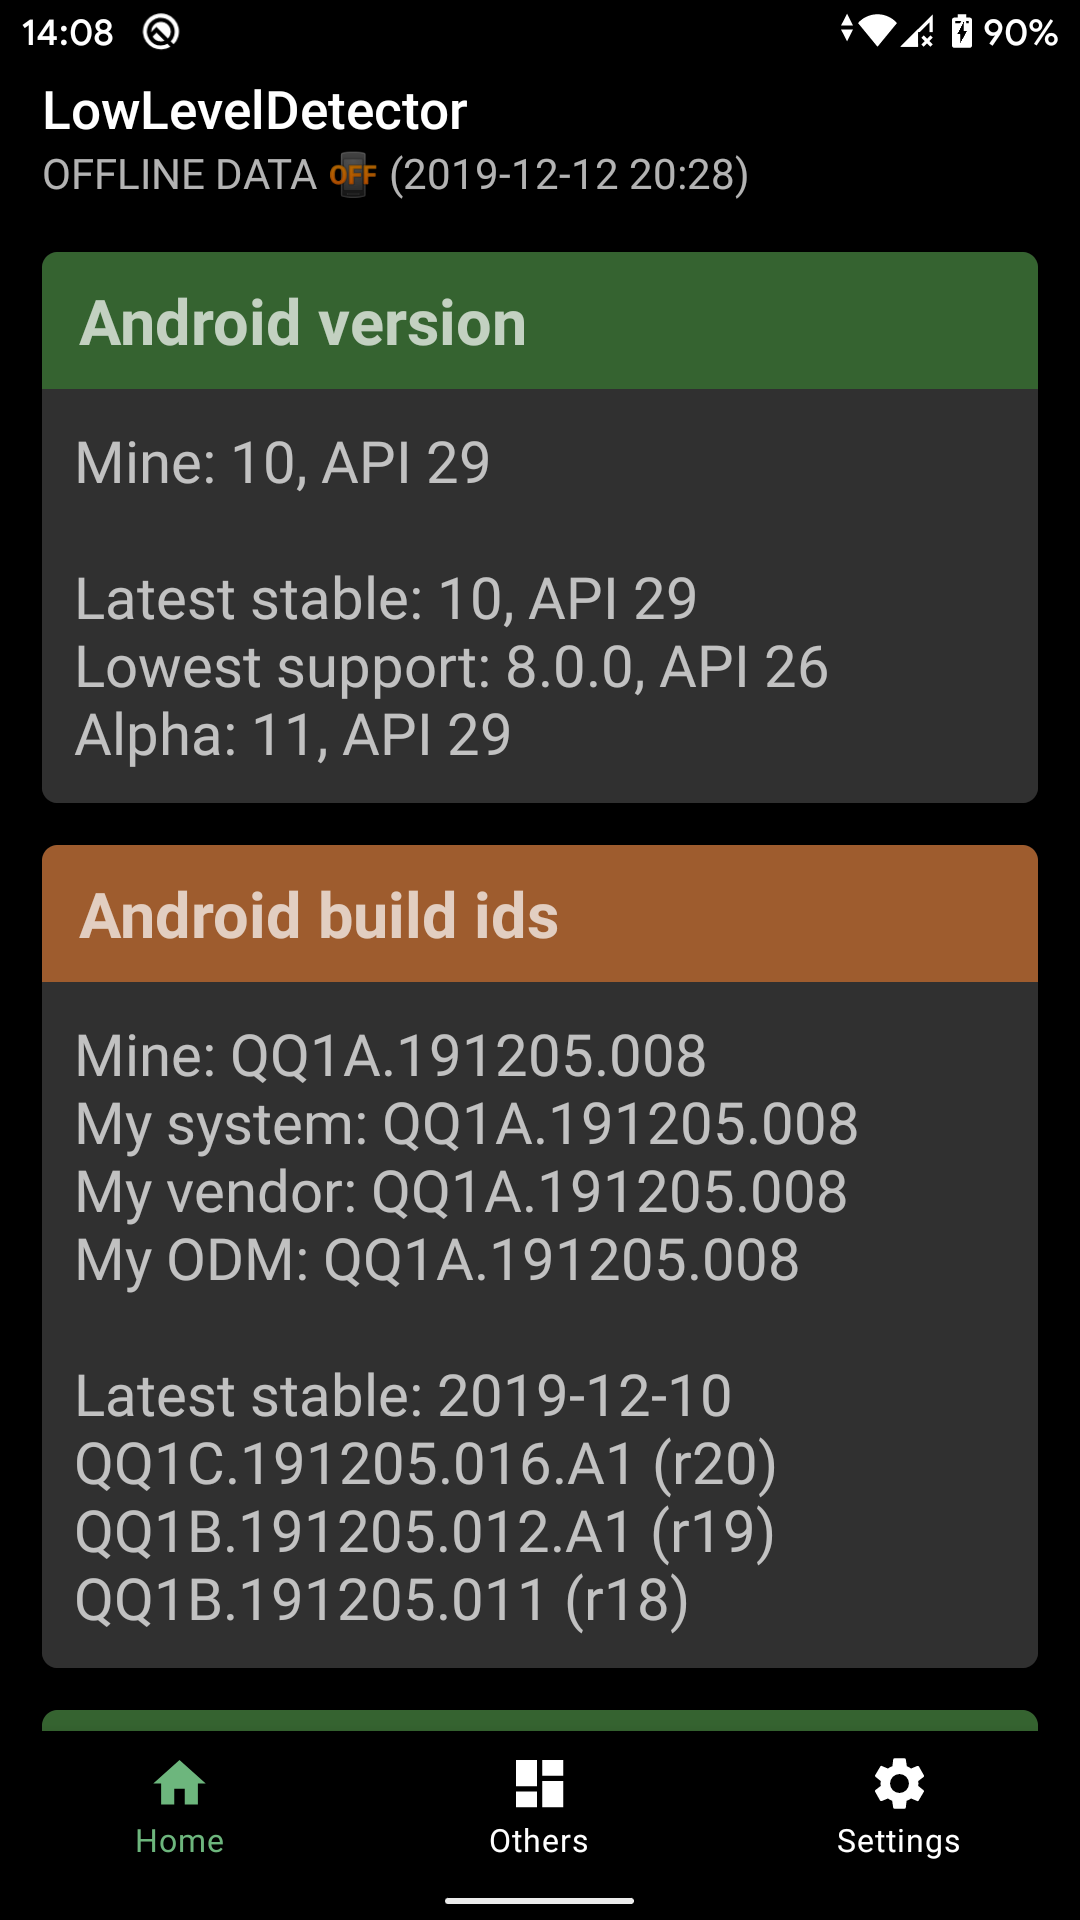 14:08 90%
LowLevelDetector
OFFLINE DATA OFF (2019-12-12 20:28)
Android version
Mine: 10, API 29
Latest stable: 10, API 29
Lowest support: 8.0.0, API 26
Alpha: 11, API 29
Android build ids
Mine: QQ1A.191205.008
My system: QQ1A.191205.008
My vendor: QQ1A.191205.008
My ODM: QQ1A.191205.008
Latest stable: 2019-12-10
QQ1C.191205.016.A1 (r20)
QQ1B.191205.012.A1 (r19)
QQ1B.191205.011 (r18)
Home Others Settings